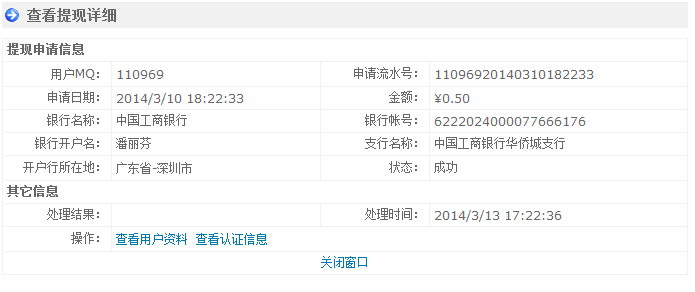 查看提现详细
提现申请信息
用户MQ： 110969 申请流水号： 11096920140310182233
申请日期： 2014/3/10 18:22:33 金额： ¥0.50
银行名称： 中国工商银行 银行帐号： 6222024000077666176
银行开户名： 潘丽芬 支行名称： 中国工商银行华侨城支行
开户行所在地： 广东省-深圳市 状态： 成功
其它信息
处理结果： 处理时间： 2014/3/13 17:22:36
操作： 查看用户资料 查看认证信息
关闭窗口